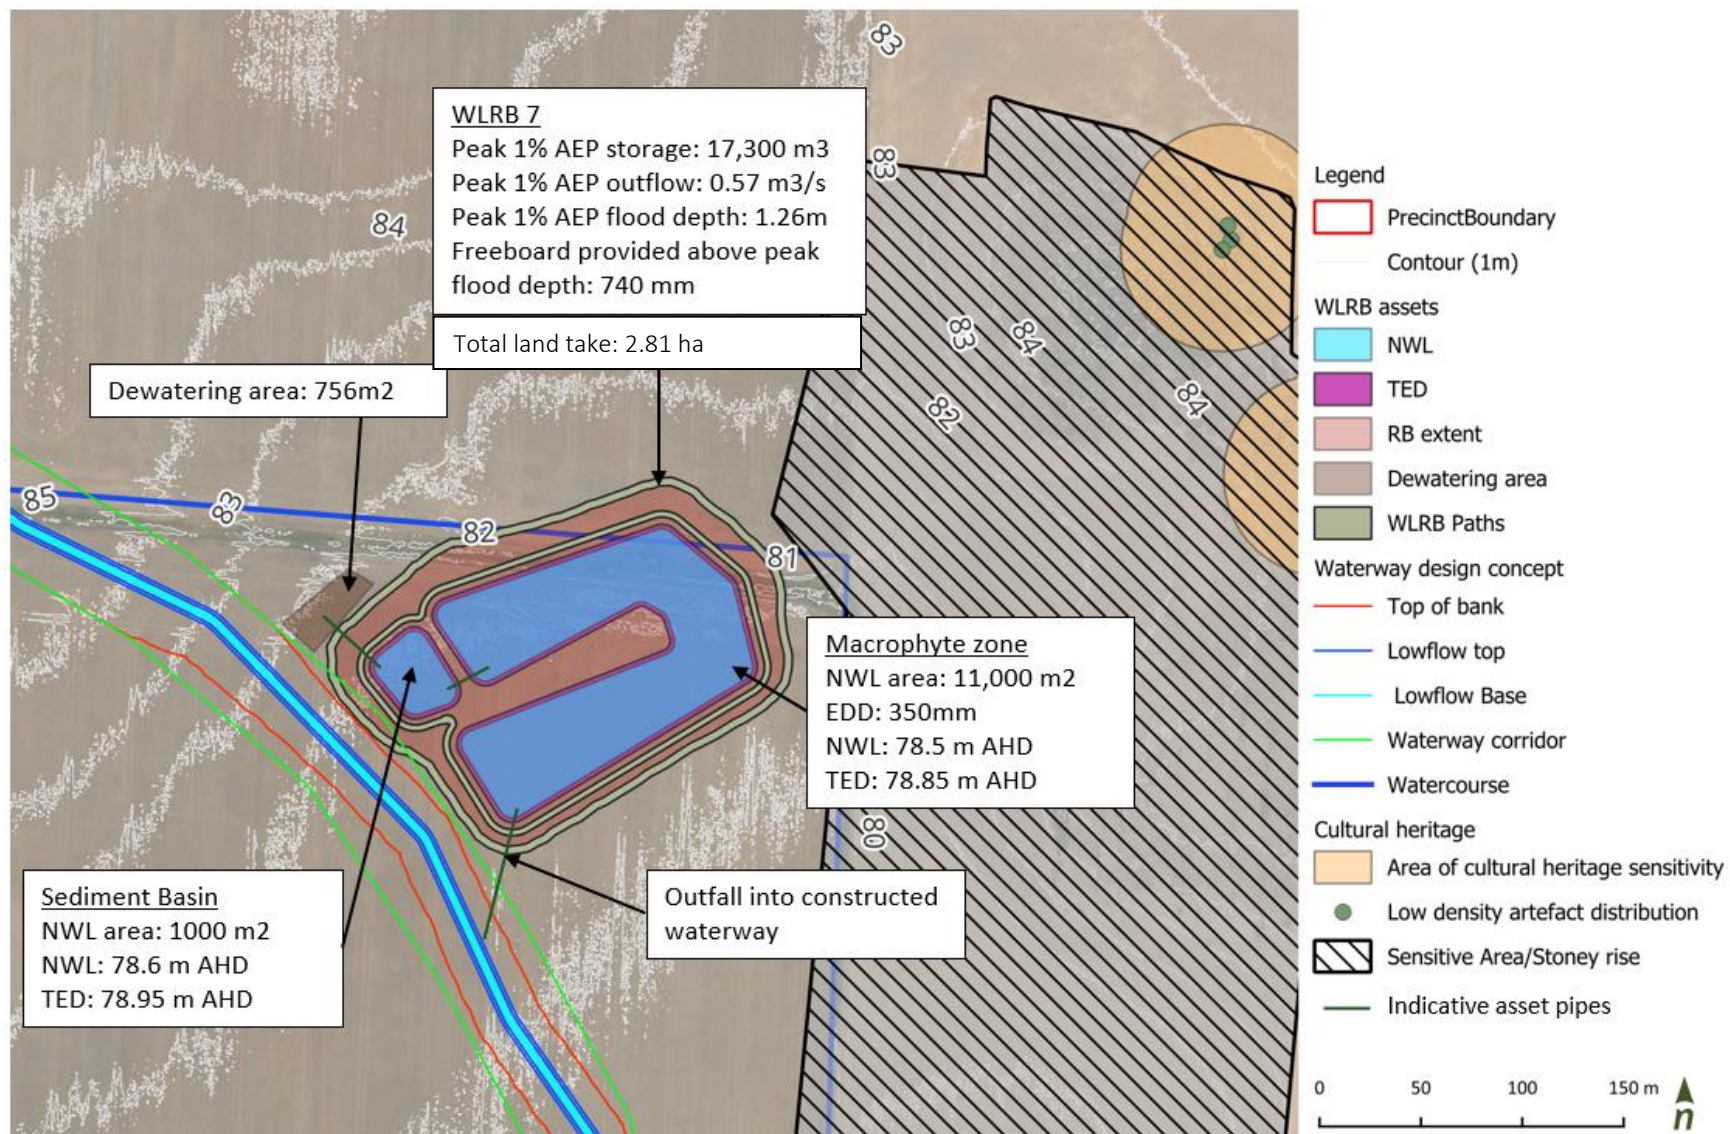 83
WLRB 7
Peak 1% AEP storage: 17,300 m3
Peak 1% AEP outflow: 0.57 m3/s
Peak 1% AEP flood depth: 1.26m
Freeboard provided above peak
flood depth: 740 mm
Total land take: 2.81 ha
83
84
83
84
84
82
Dewatering area: 756m2
85
83
82
81
Macrophyte zone
NWL area: 11,000 m2
EDD: 350mm
NWL: 78.5 m AHD
TED: 78.85 m AHD
80
Sediment Basin
NWL area: 1000 m2
NWL: 78.6 m AHD
TED: 78.95 m AHD
Outfall into constructed
waterway
Legend
PrecinctBoundary
Contour (1m)
WLRB assets
NWL
TED
RB extent
Dewatering area
WLRB Paths
Waterway design concept
Top of bank
Lowflow top
Lowflow Base
Waterway corridor
Watercourse
Cultural heritage
Area of cultural heritage sensitivity
Low density artefact distribution
Sensitive Area/Stoney rise
Indicative asset pipes
0 50 100 150 m
n